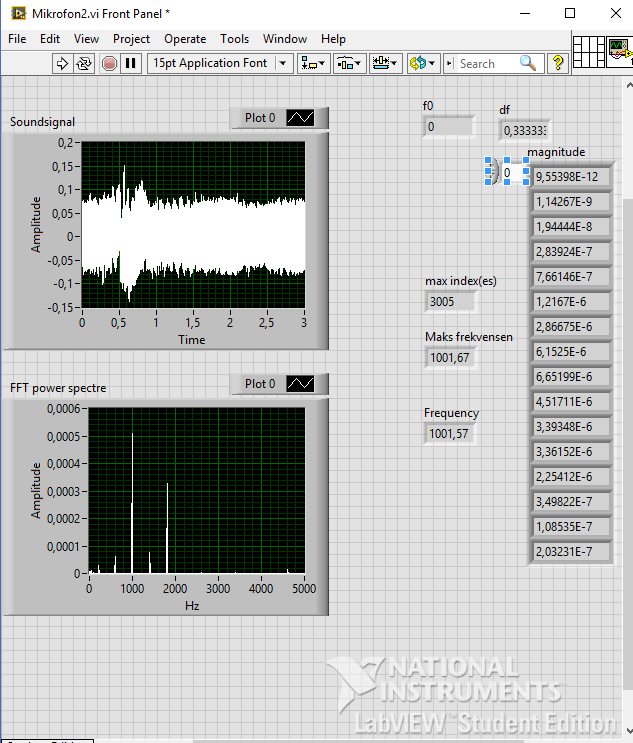 Mikrofon2.vi Front Panel *
File Edit View Project Operate Tools Window Help
15pt Application Font
Search
?
Soundsignal
Plot 0
0,2
0,15
0,1
0,05
0
-0,05
-0,1
-0,15
Amplitude
0 0,5 1 1,5 2 2,5 3
Time
FFT power spectre
Plot 0
0,0006
0,0005
0,0004
0,0003
0,0002
0,0001
0
Amplitude
0 1000 2000 3000 4000 5000
Hz
f0
0
df
0,333333
magnitude
0
9,55398E-12
1,14267E-9
1,94444E-8
2,83924E-7
7,66146E-7
1,2167E-6
2,86675E-6
6,1525E-6
6,65199E-6
4,51711E-6
3,39348E-6
3,36152E-6
2,25412E-6
3,49822E-7
1,08535E-7
2,03231E-7
max index(es)
3005
Maks frekvensen
1001,67
Frequency
1001,57
NATIONAL
INSTRUMENTS
LabVIEW™ Student Edition